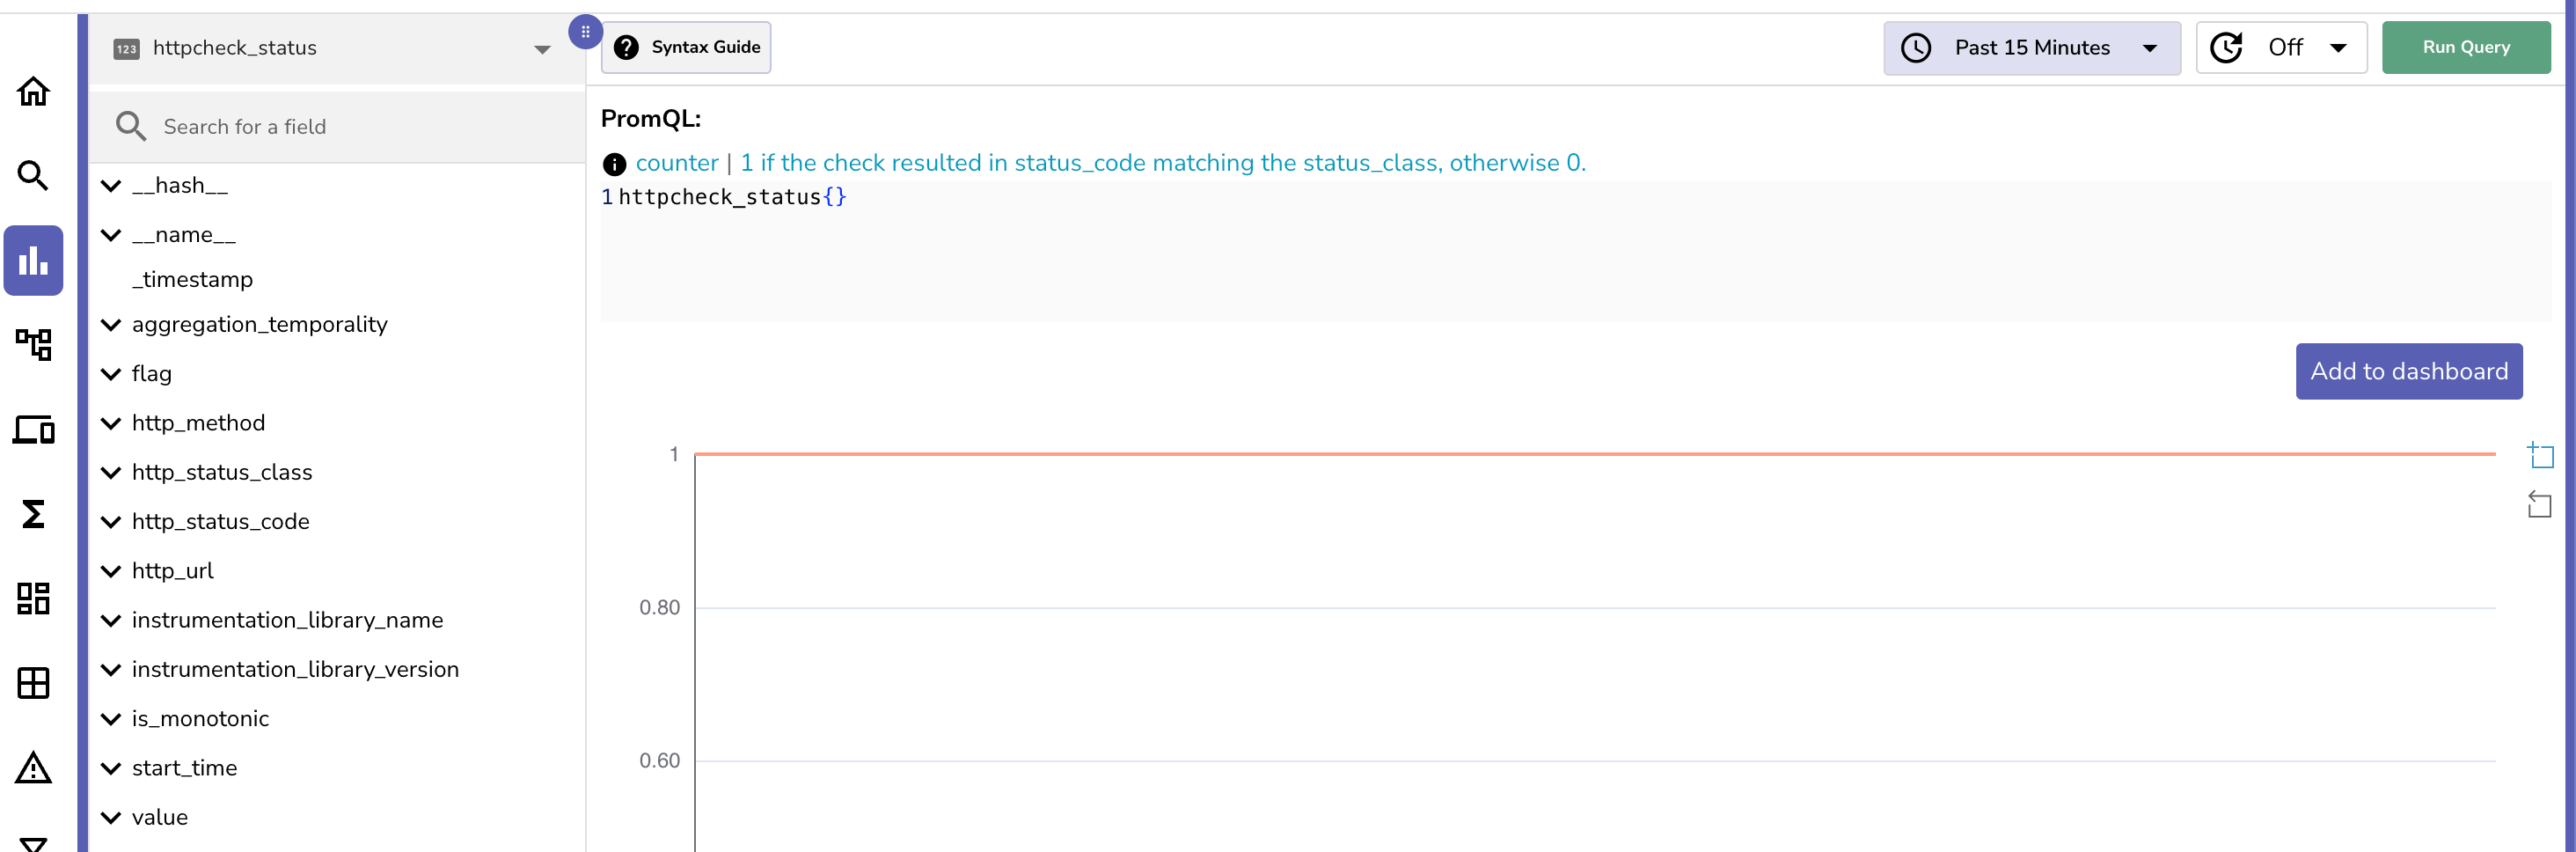 123 httpcheck_status
Syntax Guide
Past 15 Minutes
Off
Run Query
Search for a field
__hash__
__name__
_timestamp
aggregation_temporality
flag
http_method
http_status_class
http_status_code
http_url
instrumentation_library_name
instrumentation_library_version
is_monotonic
start_time
value
PromQL:
counter | 1 if the check resulted in status_code matching the status_class, otherwise 0.
1 httpcheck_status{}
Add to dashboard
1
0.80
0.60